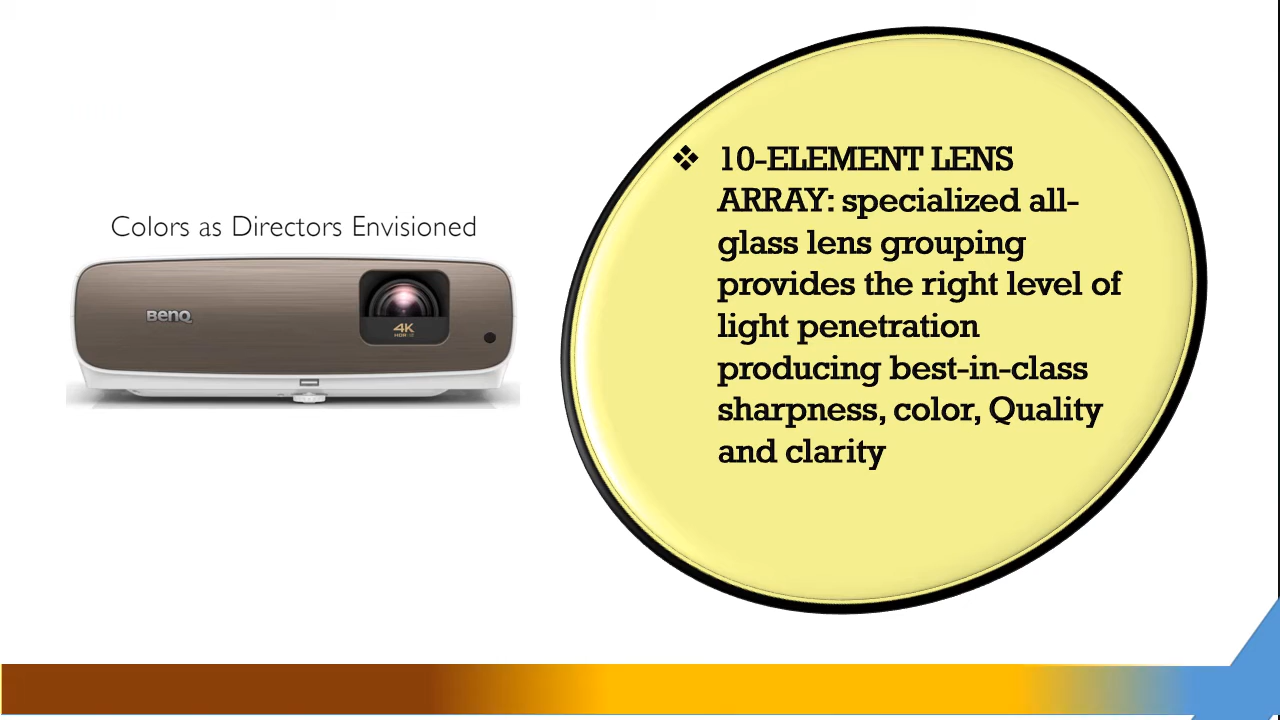 Colors as Directors Envisioned
BenQ
4K
HDR
❖ 10-ELEMENT LENS
ARRAY: specialized all-
glass lens grouping
provides the right level of
light penetration
producing best-in-class
sharpness, color, Quality
and clarity